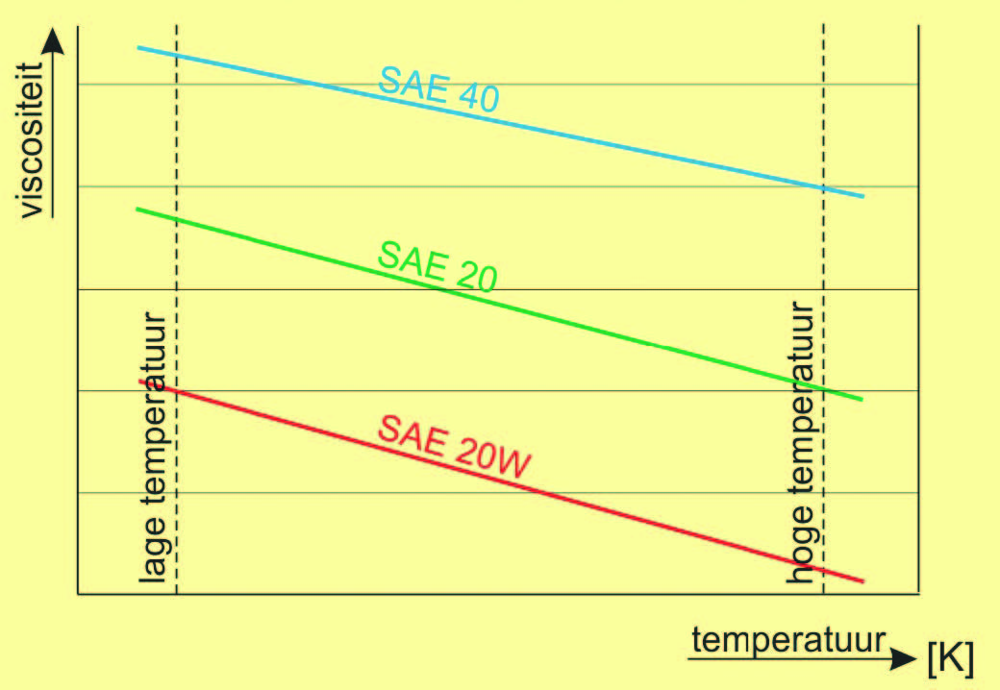 viscositeit
SAE 40
SAE 20
SAE 20W
lage temperatuur
hoge temperatuur
temperatuur [K]